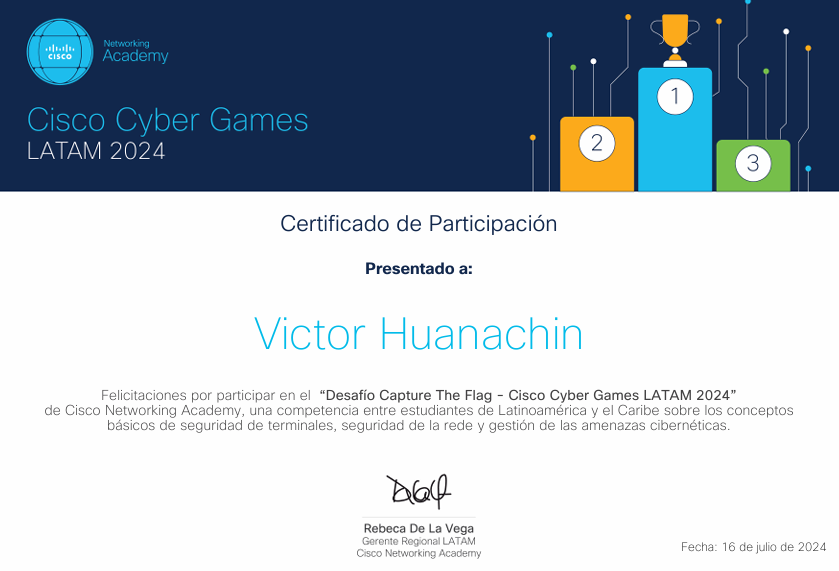 cisco
Networking
Academy
Cisco Cyber Games
LATAM 2024
1
2
3
Certificado de Participación
Presentado a:
Victor Huanachin
Felicitaciones por participar en el “Desafío Capture The Flag - Cisco Cyber Games LATAM 2024”
de Cisco Networking Academy, una competencia entre estudiantes de Latinoamérica y el Caribe sobre los conceptos
básicos de seguridad de terminales, seguridad de la red y gestión de las amenazas cibernéticas.
Rebeca De La Vega
Gerente Regional LATAM
Cisco Networking Academy
Fecha: 16 de julio de 2024